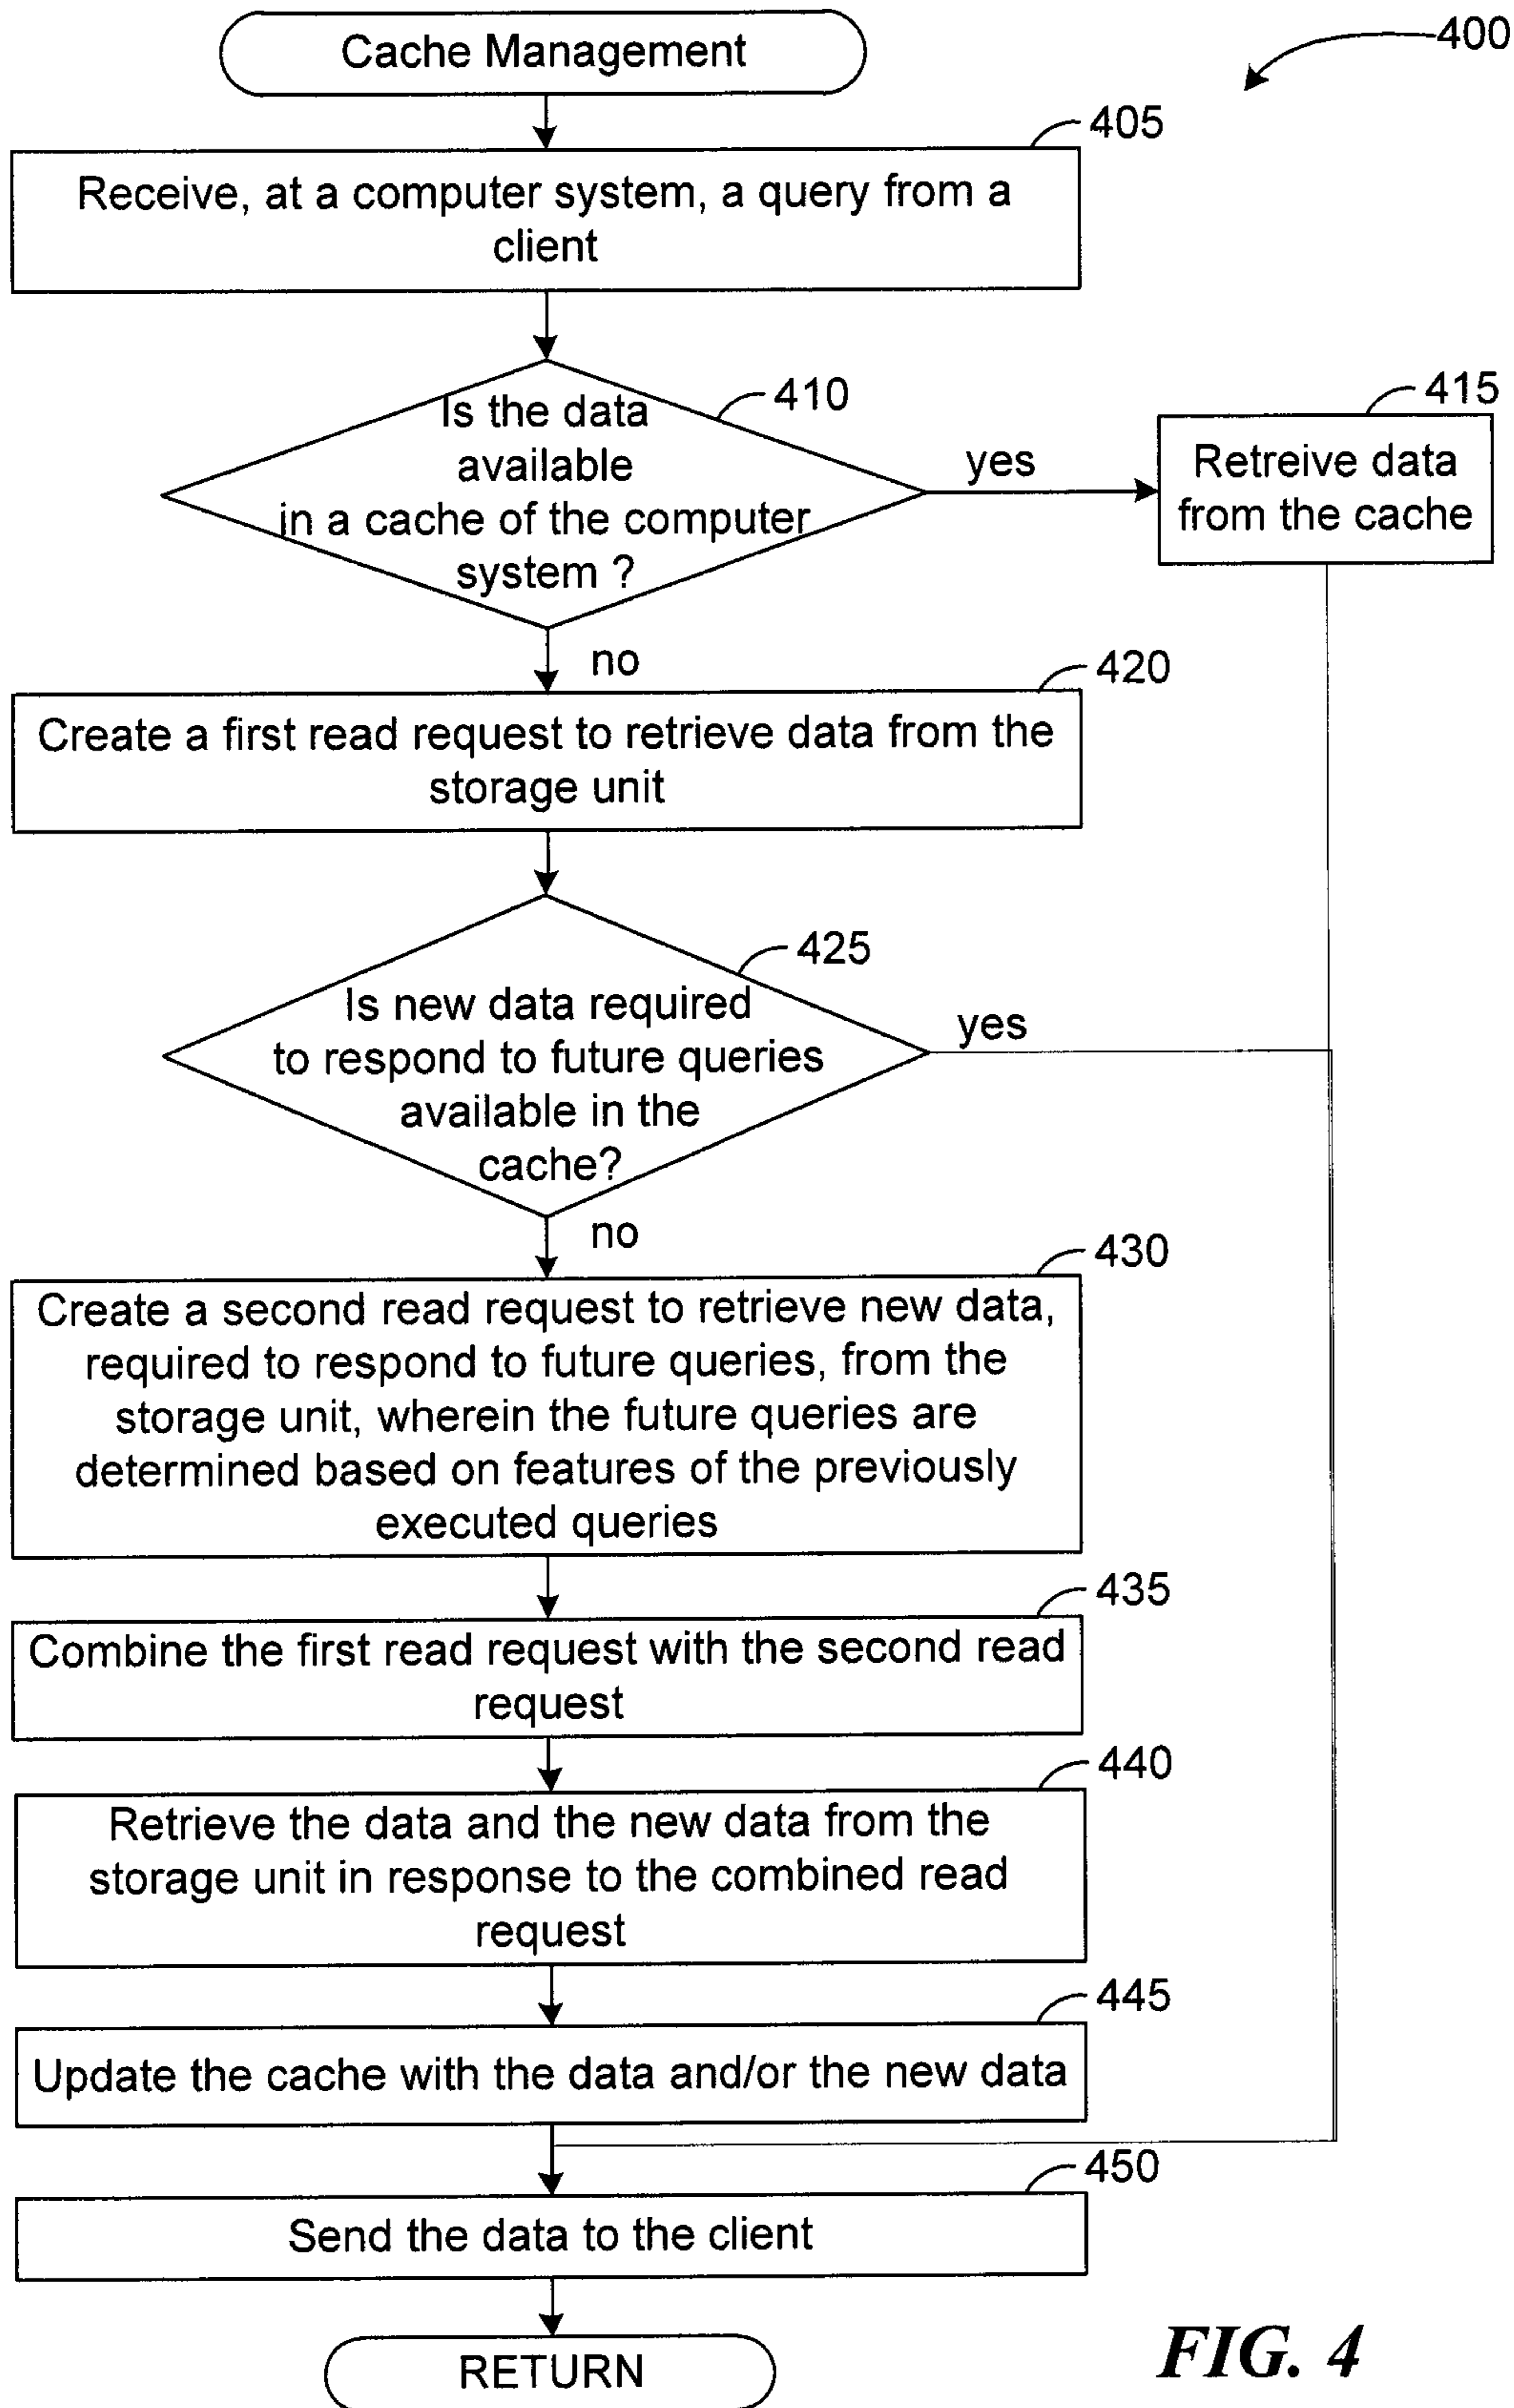 Cache Management
400
405
Receive, at a computer system, a query from a
client
410
Is the data
available
in a cache of the computer
system ?
yes
415
Retreive data
from the cache
no
420
Create a first read request to retrieve data from the
storage unit
425
Is new data required
to respond to future queries
available in the
cache?
yes
no
430
Create a second read request to retrieve new data,
required to respond to future queries, from the
storage unit, wherein the future queries are
determined based on features of the previously
executed queries
435
Combine the first read request with the second read
request
440
Retrieve the data and the new data from the
storage unit in response to the combined read
request
445
Update the cache with the data and/or the new data
450
Send the data to the client
RETURN
FIG. 4